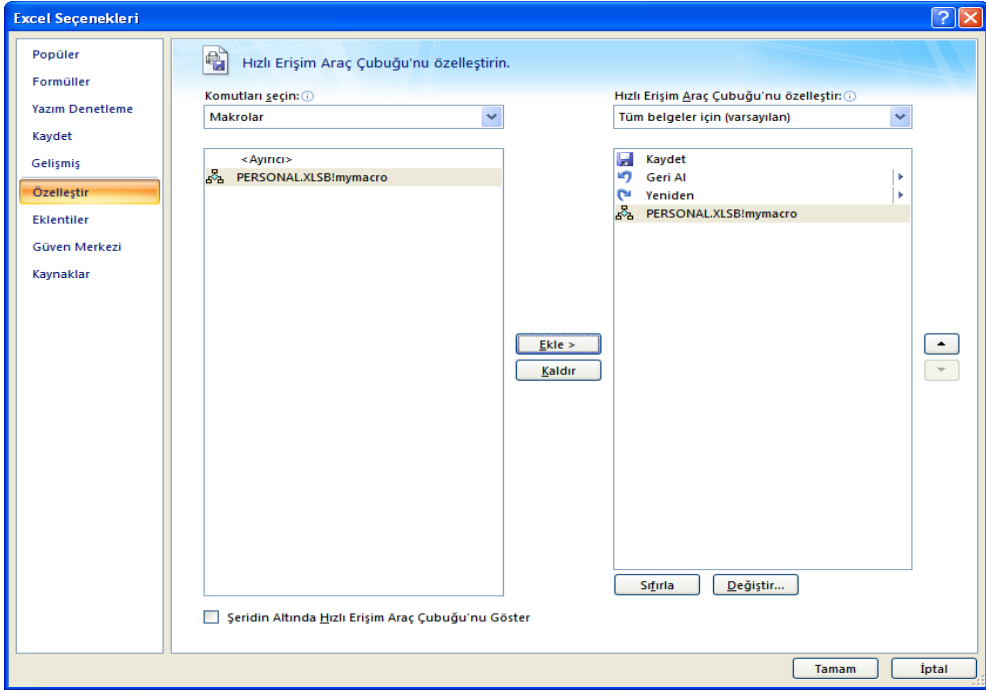 Excel Seçenekleri
Popüler
Formüller
Yazım Denetleme
Kaydet
Gelişmiş
Özelleştir
Eklentiler
Güven Merkezi
Kaynaklar
Hızlı Erişim Araç Çubuğu'nu özelleştirin.
Komutları seçin:
Makrolar
<Ayırıcı>
PERSONAL.XLSB!mymacro
Ekle >
Kaldır
Hızlı Erişim Araç Çubuğu'nu özelleştir:
Tüm belgeler için (varsayılan)
Kaydet
Geri Al
Yeniden
PERSONAL.XLSB!mymacro
Sıfırla
Değiştir...
Şeridin Altında Hızlı Erişim Araç Çubuğu'nu Göster
Tamam
İptal